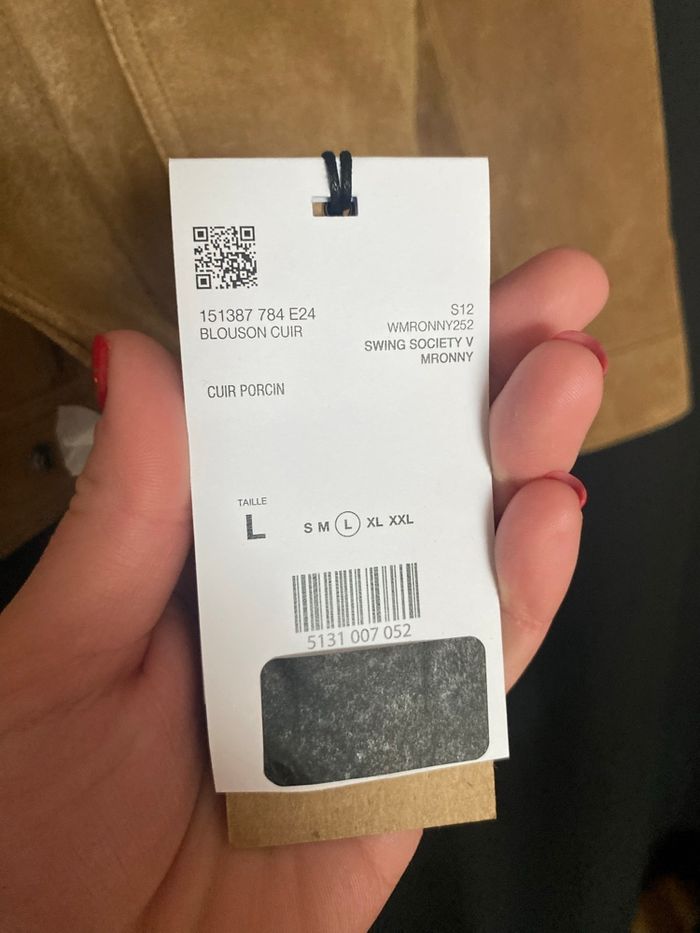 151387 784 E24
BLOUSON CUIR
S12
WMRONNY252
SWING SOCIETY V
MRONNY
CUIR PORCIN
TAILLE
L
S M L XL XXL
5131 007 052